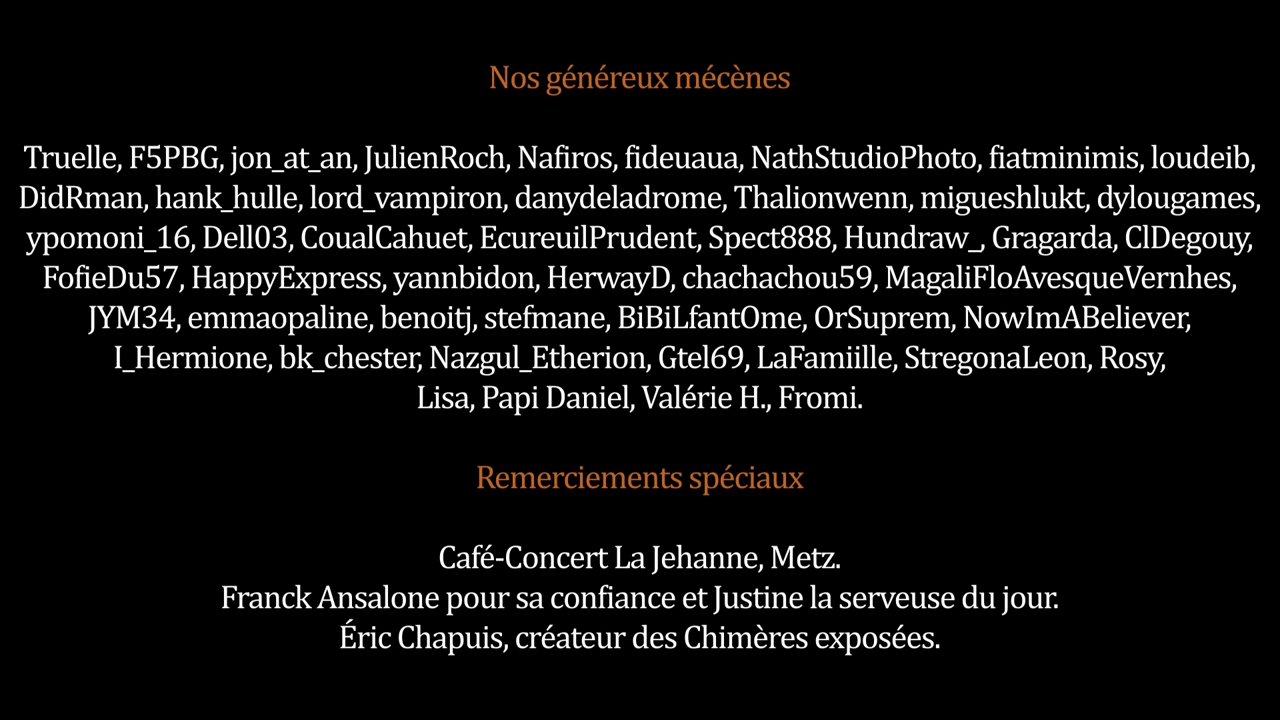 Nos généreux mécènes
Truelle, F5PBG, jon_at_an, JulienRoch, Nafiros, fideuaua, NathStudioPhoto, fiatminimis, loudeib,
DidRman, hank_hulle, lord_vampiron, danydeladrome, Thalionwenn, migueshlukt, dylougames,
ypomoni_16, Dell03, CoualCahuet, EcureuilPrudent, Spect888, Hundraw_, Gragarda, ClDegouy,
FofieDu57, HappyExpress, yannbidon, HerwayD, chachachou59, MagaliFloAvesqueVernhes,
JYM34, emmaopaline, benoitj, stefmane, BiBiLfantOme, OrSuprem, NowImABeliever,
I_Hermione, bk_chester, Nazgul_Etherion, Gtel69, LaFamiille, StregonaLeon, Rosy,
Lisa, Papi Daniel, Valérie H., Fromi.
Remerciements spéciaux
Café-Concert La Jehanne, Metz.
Franck Ansalone pour sa confiance et Justine la serveuse du jour.
Éric Chapuis, créateur des Chimères exposées.